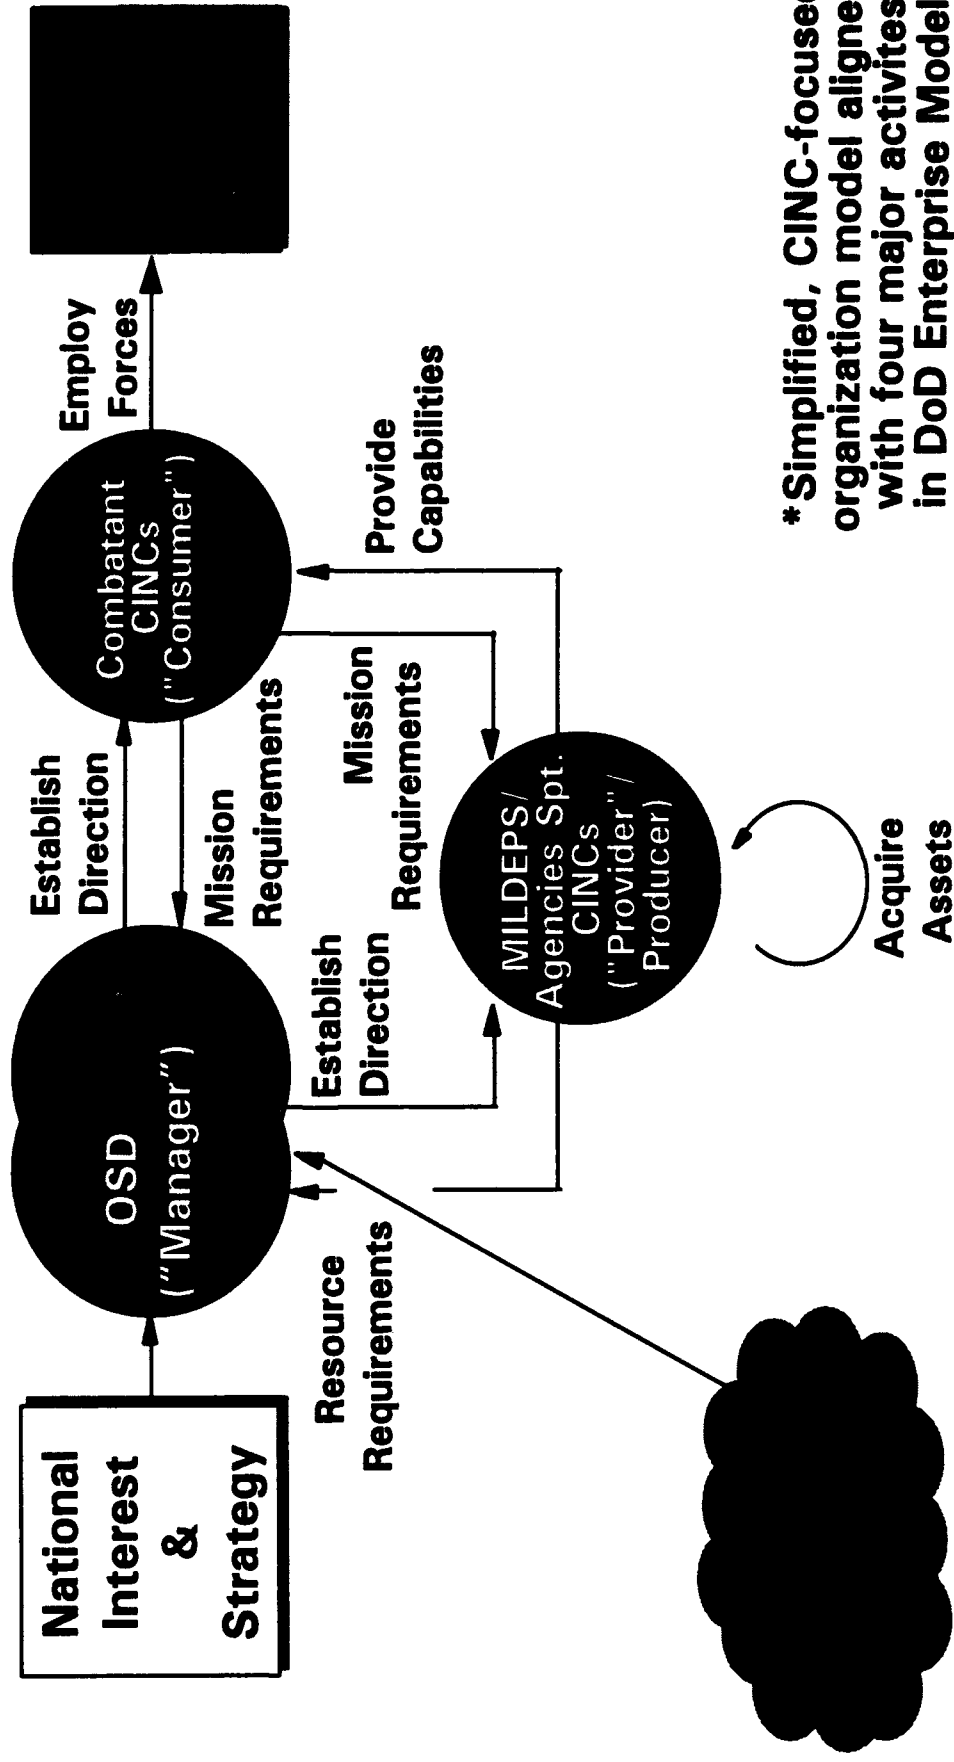 National
Interest
&
Strategy
OSD
("Manager")
Establish
Direction
Mission
Requirements
Combatant
CINCs
("Consumer")
Employ
Forces
Resource
Requirements
Establish
Direction
Mission
Requirements
Provide
Capabilities
MILDEPS/
Agencies Spt.
CINCs
("Provider"/
Producer)
Acquire
Assets
*Simplified, CINC-focused
organization model aligne
with four major activites
in DoD Enterprise Model